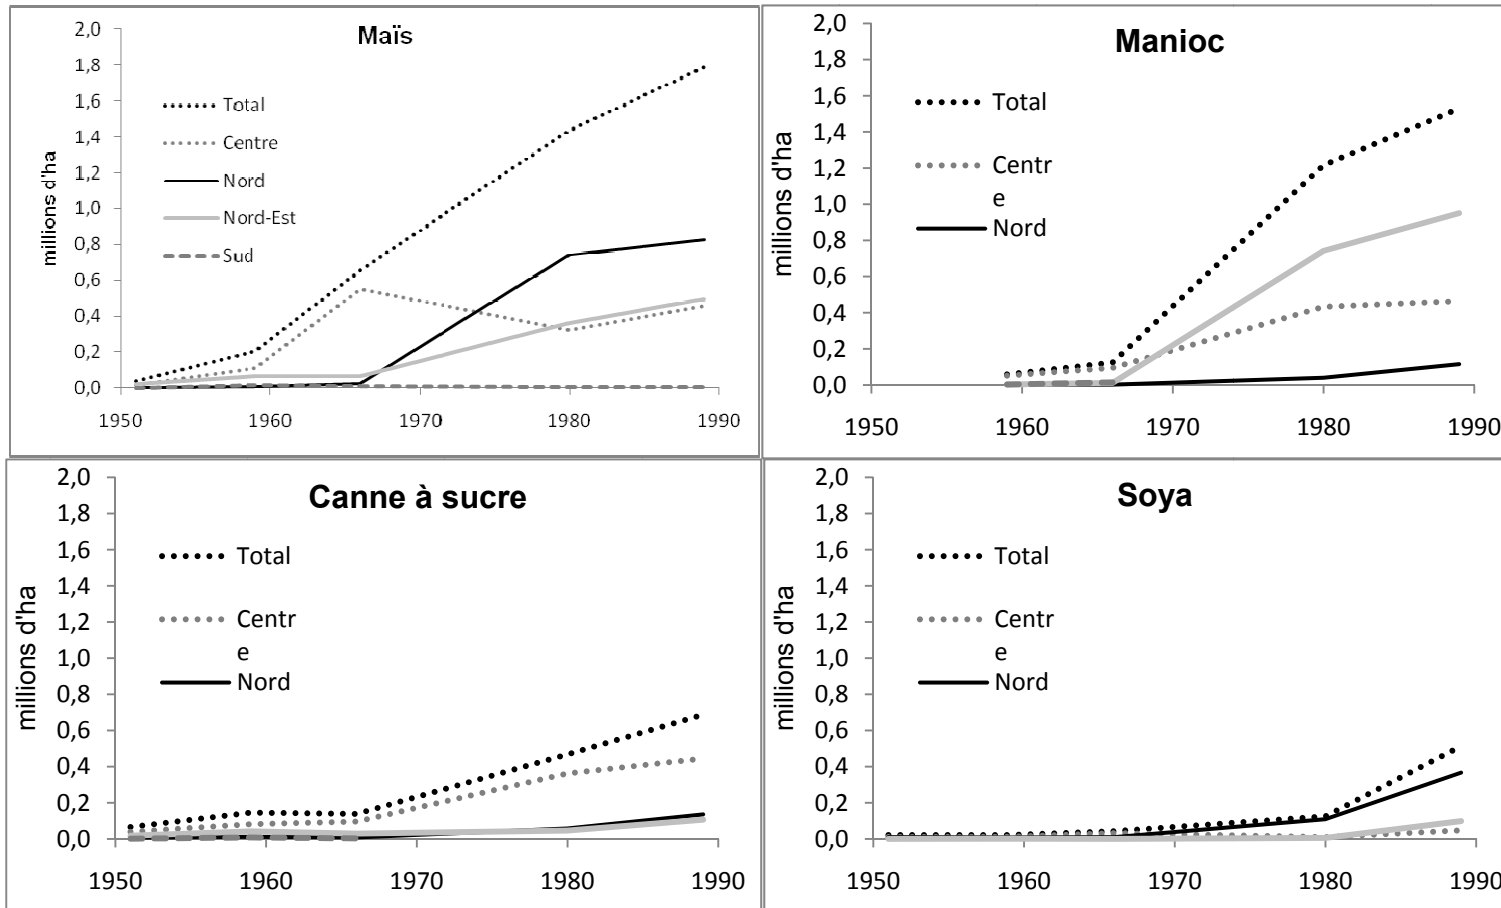 Maïs
millions d'ha
2,0
1,8
1,6
1,4
1,2
1,0
0,8
0,6
0,4
0,2
0,0
Total
Centre
Nord
Nord-Est
Sud
1950 1960 1970 1980 1990
Manioc
millions d'ha
2,0
1,8
1,6
1,4
1,2
1,0
0,8
0,6
0,4
0,2
0,0
Total
Centr
e
Nord
1950 1960 1970 1980 1990
Canne à sucre
millions d'ha
2,0
1,8
1,6
1,4
1,2
1,0
0,8
0,6
0,4
0,2
0,0
Total
Centr
e
Nord
1950 1960 1970 1980 1990
Soya
millions d'ha
2,0
1,8
1,6
1,4
1,2
1,0
0,8
0,6
0,4
0,2
0,0
Total
Centr
e
Nord
1950 1960 1970 1980 1990